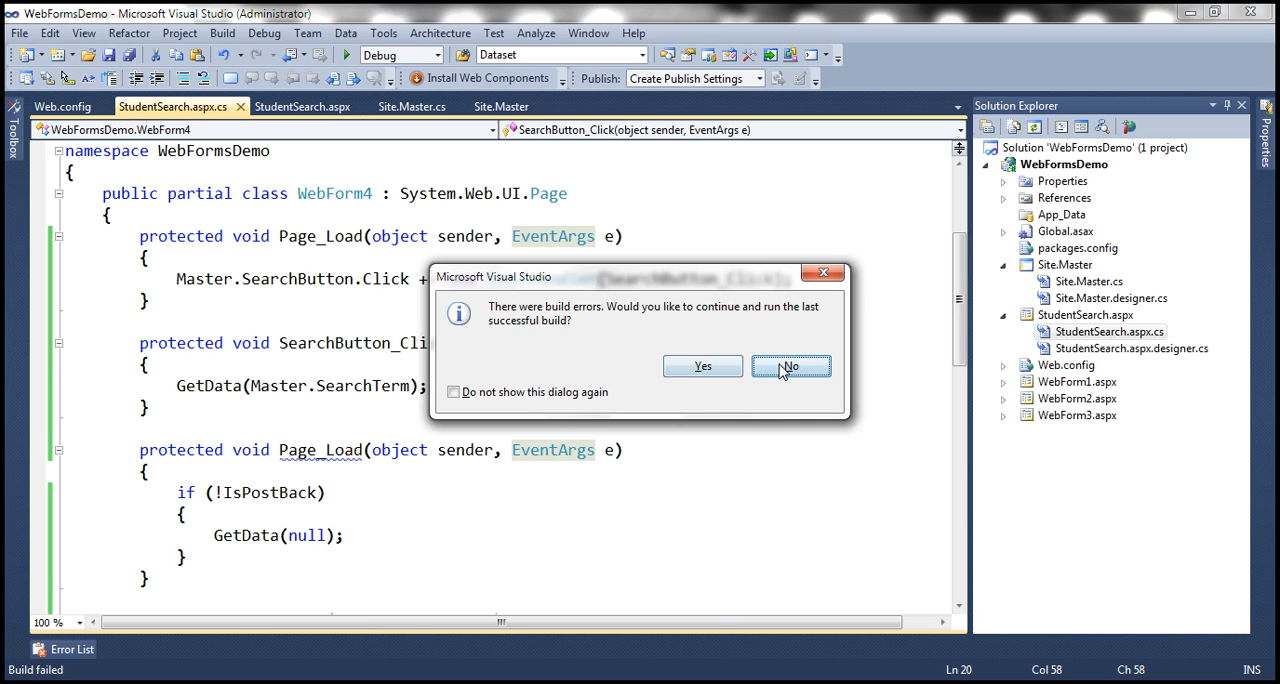 WebFormsDemo - Microsoft Visual Studio (Administrator)
File Edit View Refactor Project Build Debug Team Data Tools Architecture Test Analyze Window Help
Debug Dataset
Install Web Components Publish: Create Publish Settings
Web.config StudentSearch.aspx.cs StudentSearch.aspx Site.Master.cs Site.Master
Toolbox
WebFormsDemo.WebForm4 SearchButton_Click(object sender, EventArgs e)
namespace WebFormsDemo
{
public partial class WebForm4 : System.Web.UI.Page
{
protected void Page_Load(object sender, EventArgs e)
{
Master.SearchButton.Click +
}
protected void SearchButton_Cli
{
GetData(Master.SearchTerm);
}
protected void Page_Load(object sender, EventArgs e)
{
if (!IsPostBack)
{
GetData(null);
}
}
100 %
Microsoft Visual Studio
There were build errors. Would you like to continue and run the last
successful build?
Yes No
Do not show this dialog again
Solution Explorer
Solution 'WebFormsDemo' (1 project)
WebFormsDemo
Properties
References
App_Data
Global.asax
packages.config
Site.Master
Site.Master.cs
Site.Master.designer.cs
StudentSearch.aspx
StudentSearch.aspx.cs
StudentSearch.aspx.designer.cs
Web.config
WebForm1.aspx
WebForm2.aspx
WebForm3.aspx
Properties
Error List
Build failed Ln 20 Col 58 Ch 58 INS